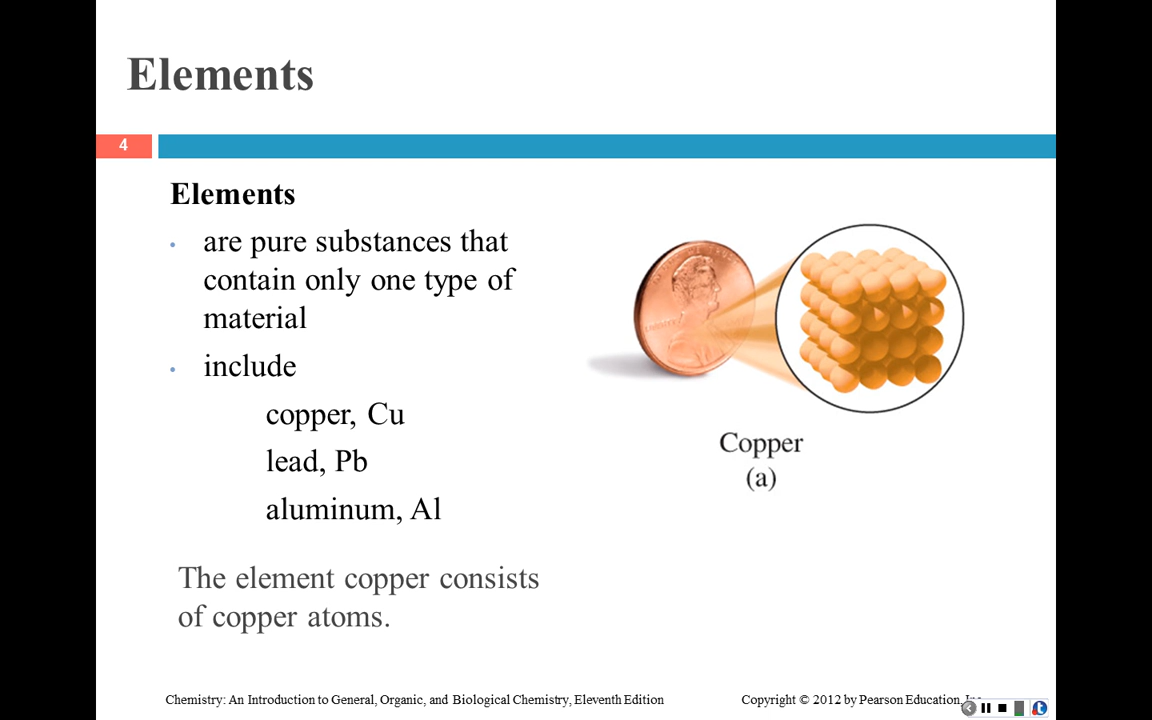 Elements
4
Elements
• are pure substances that
contain only one type of
material
• include
copper, Cu
lead, Pb
aluminum, Al
The element copper consists
of copper atoms.
Copper
(a)
Chemistry: An Introduction to General, Organic, and Biological Chemistry, Eleventh Edition
Copyright © 2012 by Pearson Education,